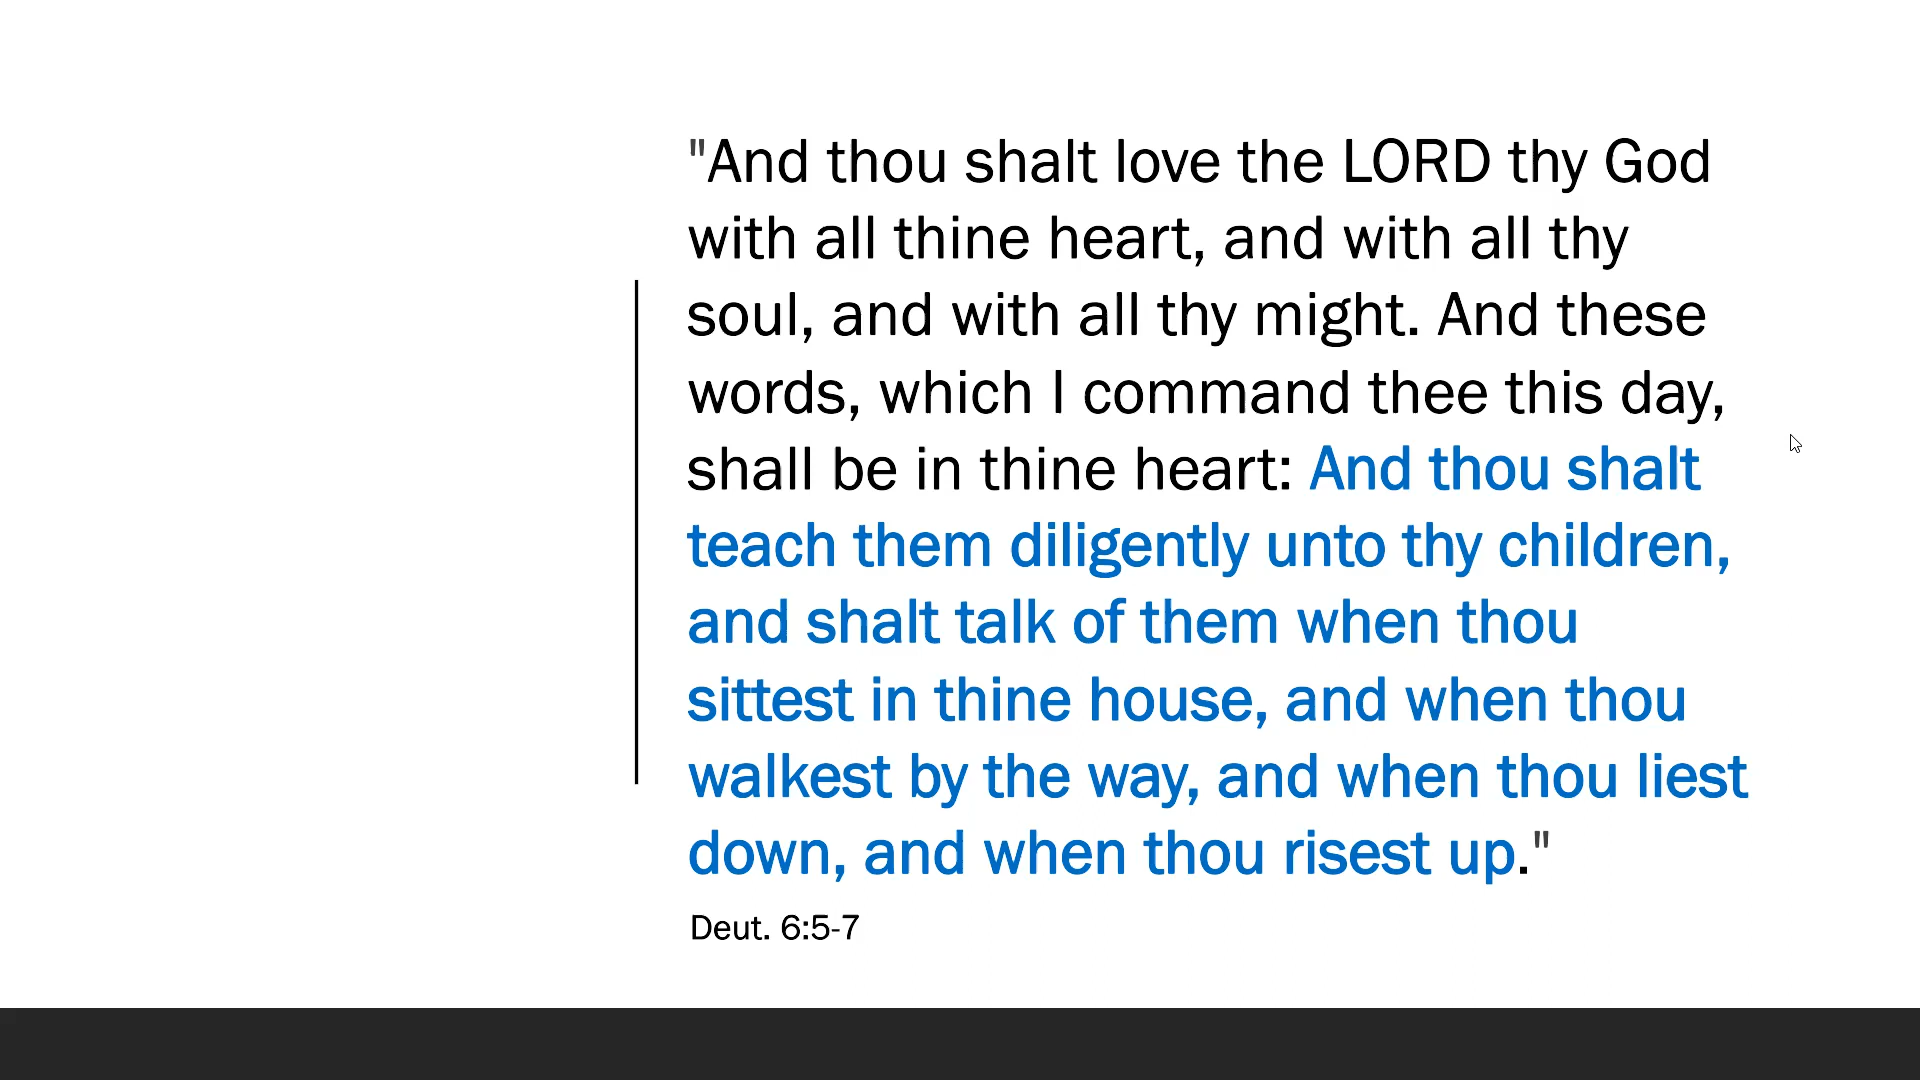 "And thou shalt love the LORD thy God
with all thine heart, and with all thy
soul, and with all thy might. And these
words, which I command thee this day,
shall be in thine heart: And thou shalt
teach them diligently unto thy children,
and shalt talk of them when thou
sittest in thine house, and when thou
walkest by the way, and when thou liest
down, and when thou risest up."
Deut. 6:5-7